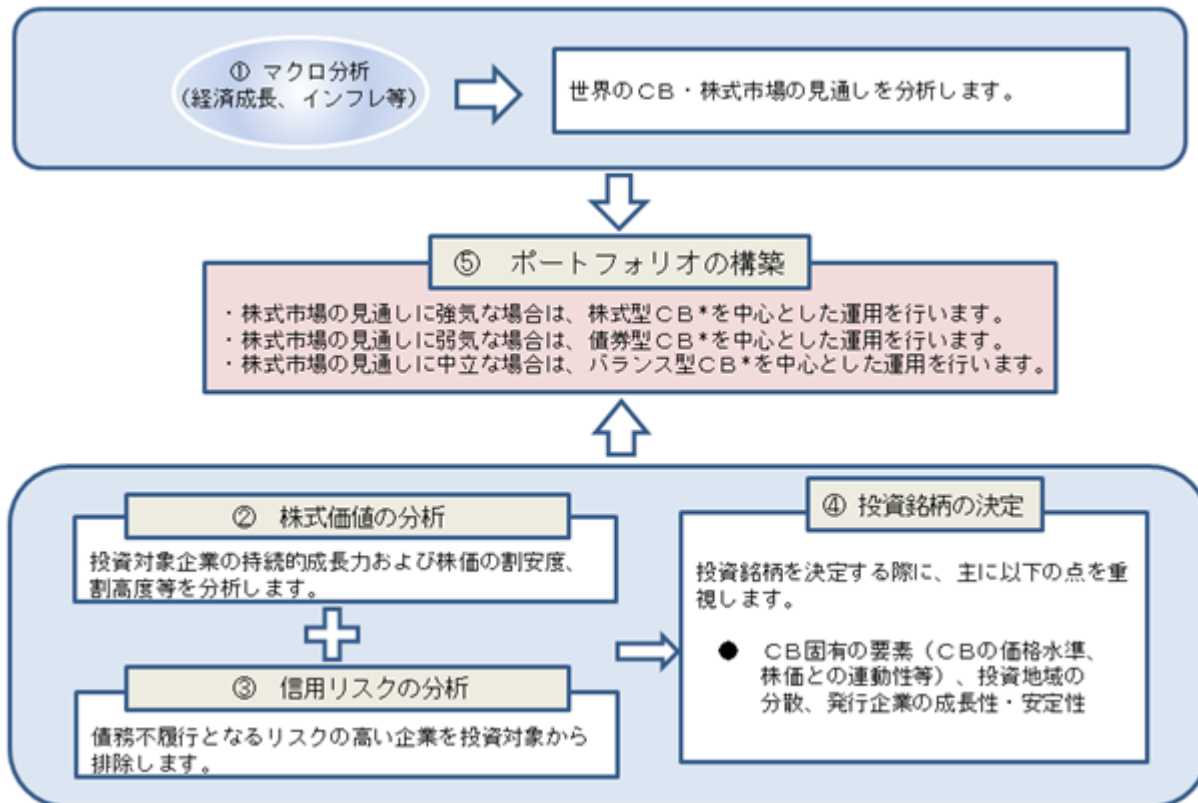 ① マクロ分析
(経済成長、インフレ等)
世界のＣＢ・株式市場の見通しを分析します。
⑤　ポートフォリオの構築
・株式市場の見通しに強気な場合は、株式型ＣＢ*を中心とした運用を行います。
・株式市場の見通しに弱気な場合は、債券型ＣＢ*を中心とした運用を行います。
・株式市場の見通しに中立な場合は、バランス型ＣＢ*を中心とした運用を行います。
②　株式価値の分析
投資対象企業の持続的成長力および株価の割安度、
割高度等を分析します。
③　信用リスクの分析
債務不履行となるリスクの高い企業を投資対象から
排除します。
④ 投資銘柄の決定
投資銘柄を決定する際に、主に以下の点を重
視します。
●　ＣＢ固有の要素（ＣＢの価格水準、
株価との連動性等）、投資地域の
分散、発行企業の成長性・安定性